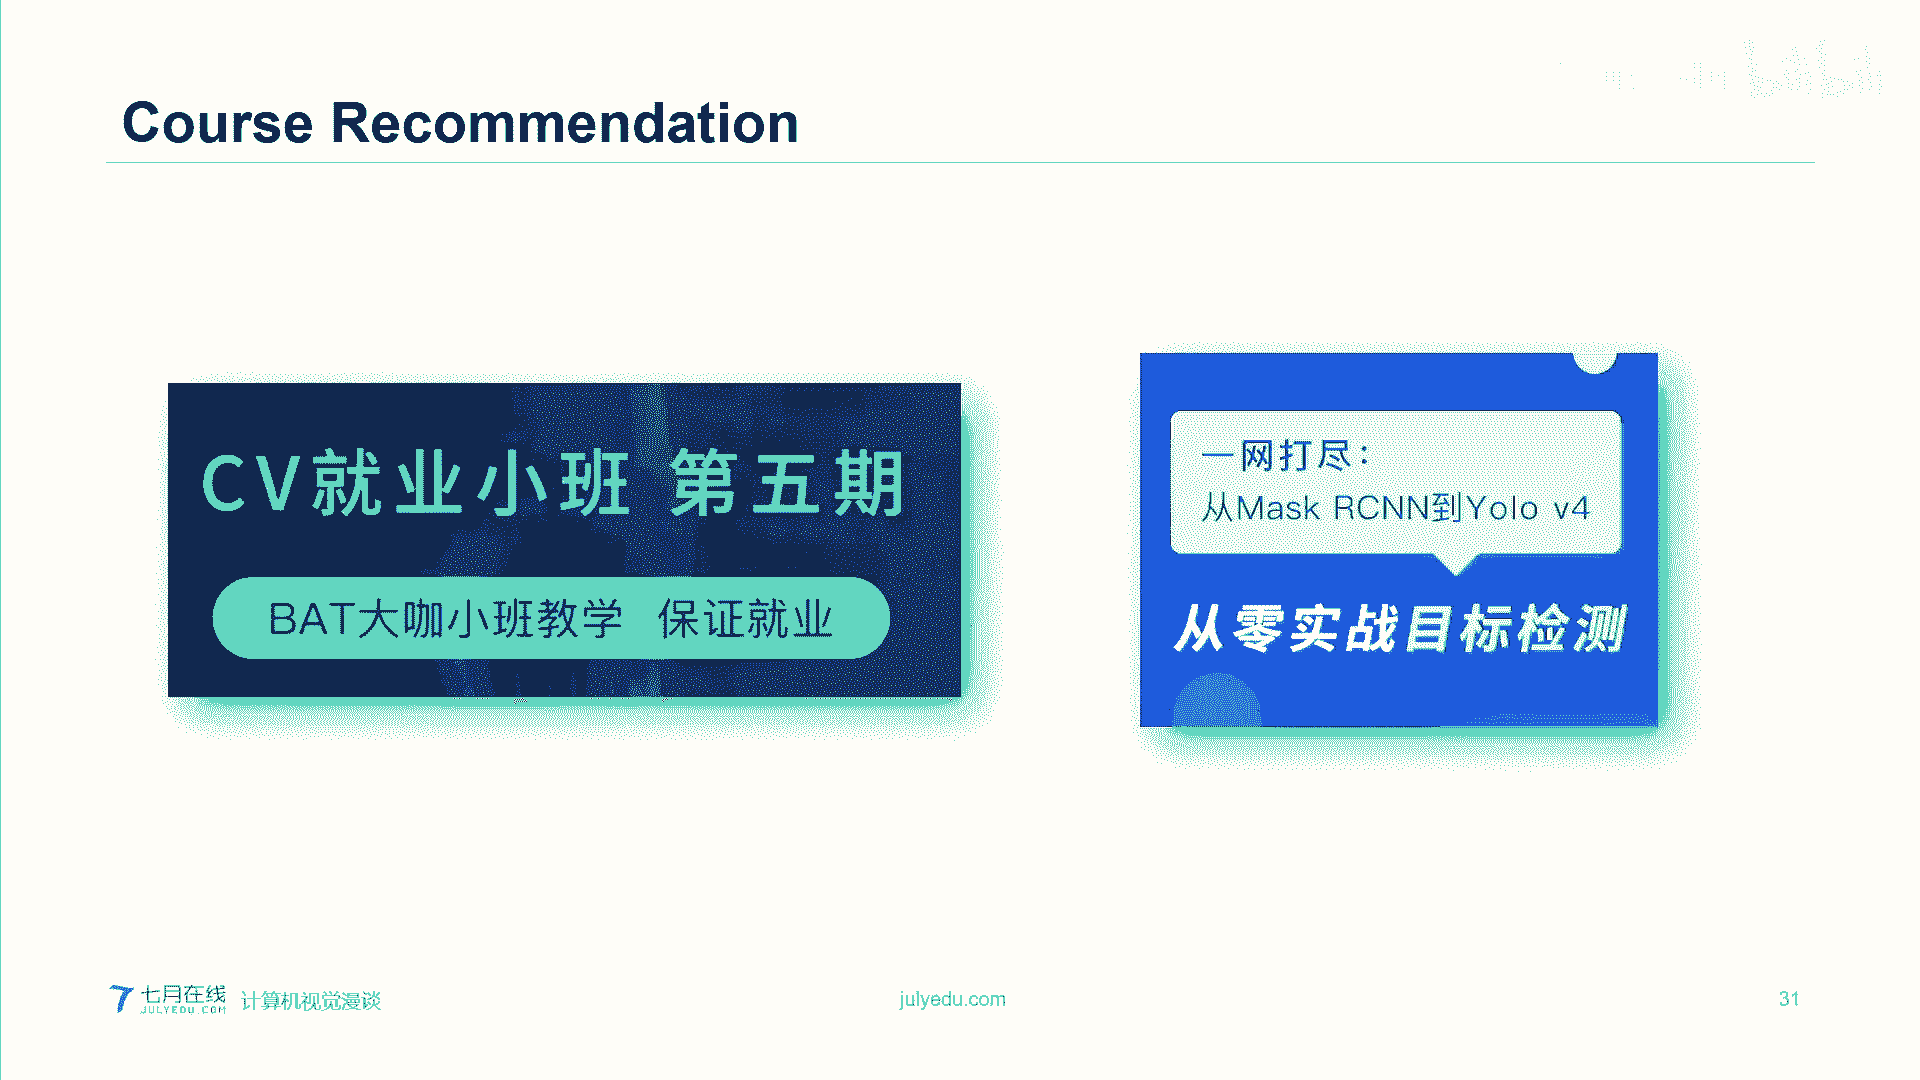 Course Recommendation
CV就业小班 第五期
BAT大咖小班教学 保证就业
一网打尽：
从Mask RCNN到Yolo v4
从零实战目标检测
七月在线
JULYEDU.COM
计算机视觉漫谈
julyedu.com
31